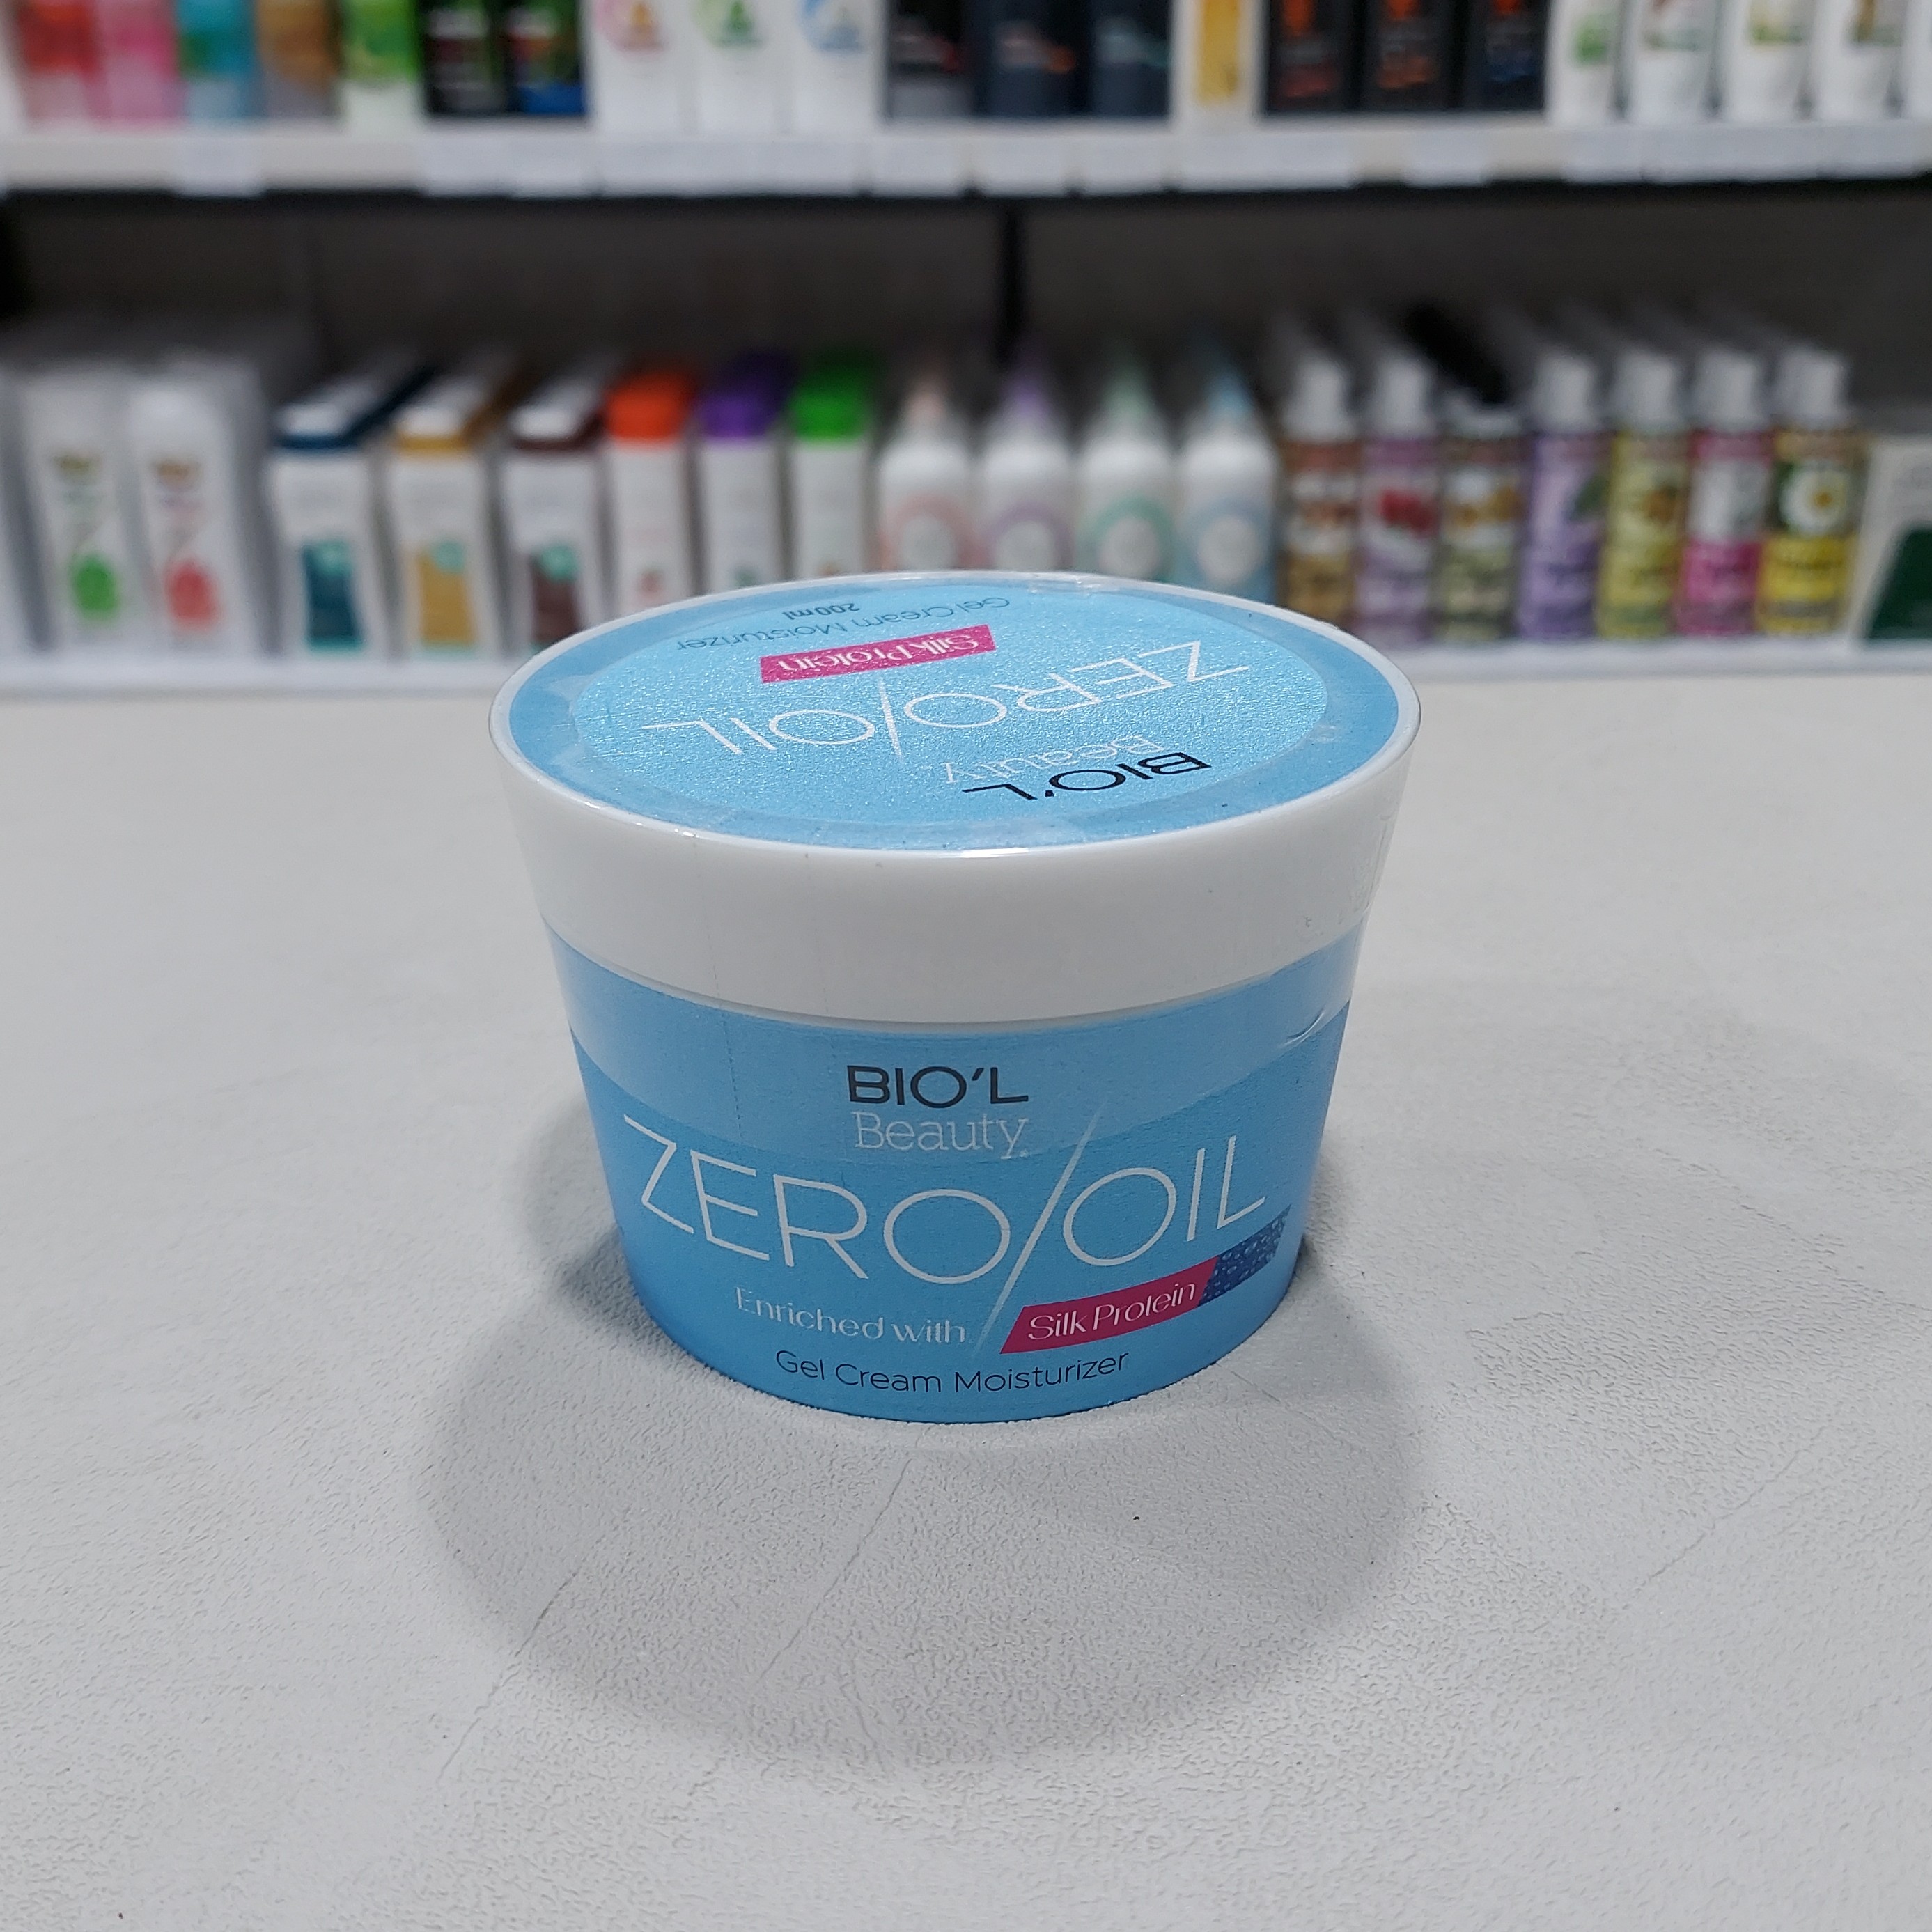 Gel Cream Moisturizer
200ml
Silk Protein
ZERO/OIL
Beauty
BIO'L
BIO'L
Beauty
ZERO/OIL
Enriched with Silk Protein
Gel Cream Moisturizer